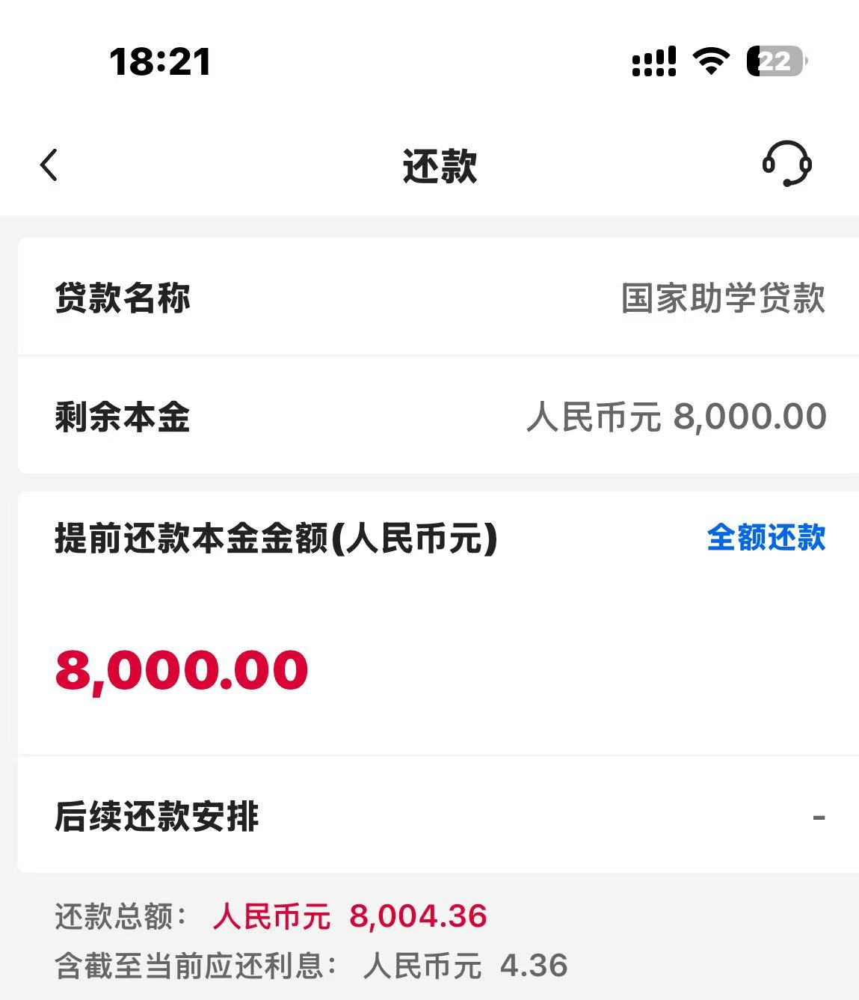 18:21
22
还款
贷款名称 国家助学贷款
剩余本金 人民币元 8,000.00
提前还款本金金额(人民币元) 全额还款
8,000.00
后续还款安排 -
还款总额： 人民币元 8,004.36
含截至当前应还利息： 人民币元 4.36